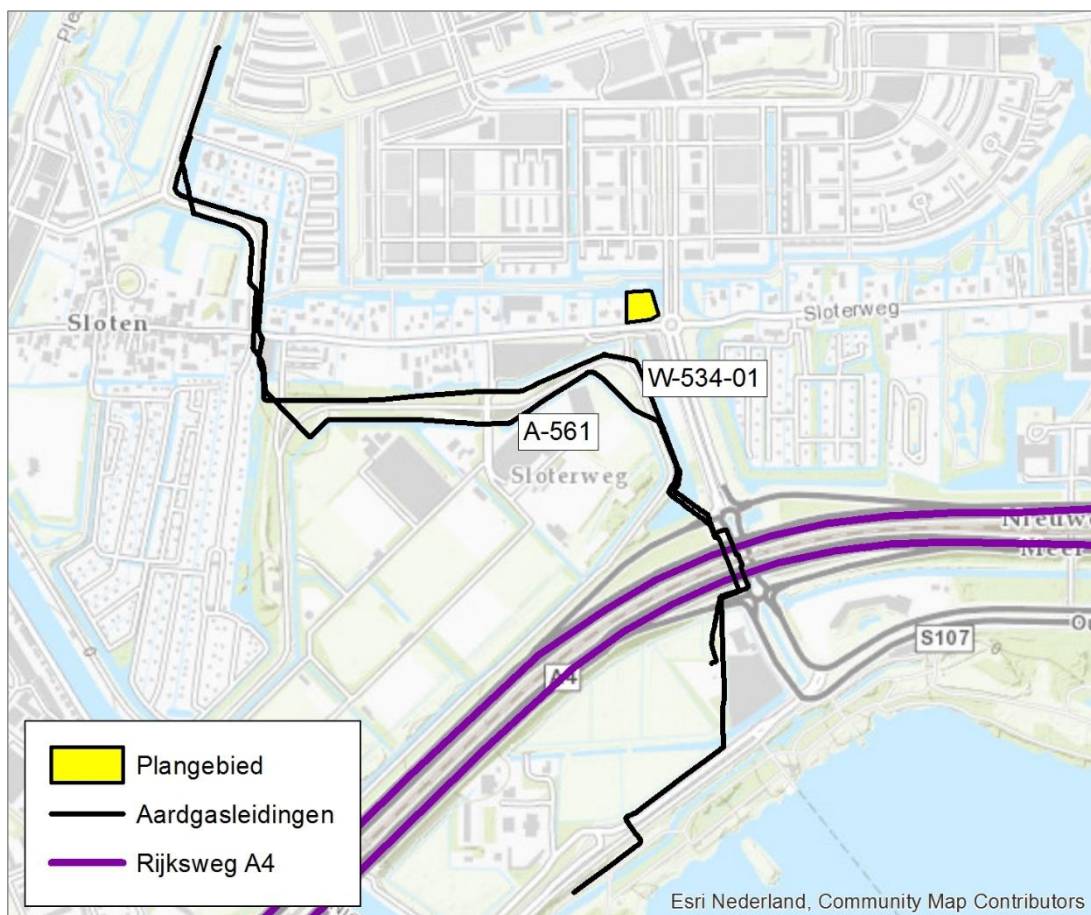 Sloten
Sloterweg
W-534-01
A-561
Sloterweg
A4
S107
Plangebied
Aardgasleidingen
Rijksweg A4
Esri Nederland, Community Map Contributors